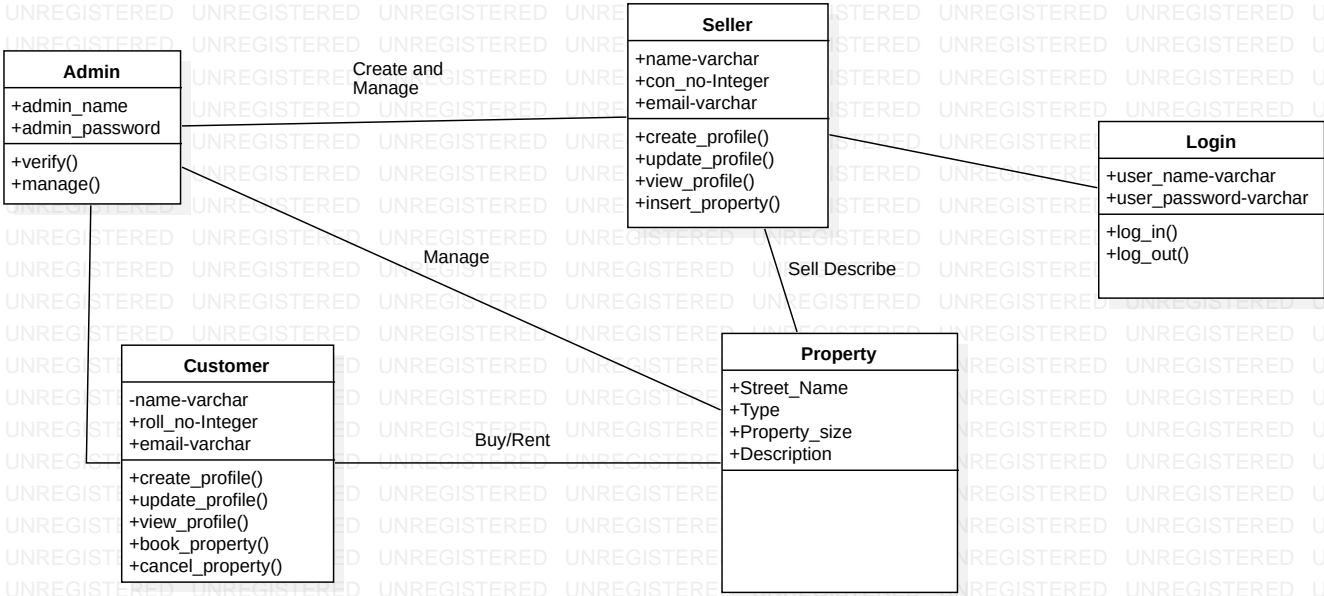 Seller
+name-varchar
+con_no-Integer
+email-varchar
+create_profile()
+update_profile()
+view_profile()
+insert_property()
Admin
+admin_name
+admin_password
+verify()
+manage()
Create and
Manage
Login
+user_name-varchar
+user_password-varchar
+log_in()
+log_out()
Manage
Sell Describe
Customer
-name-varchar
+roll_no-Integer
+email-varchar
+create_profile()
+update_profile()
+view_profile()
+book_property()
+cancel_property()
Buy/Rent
Property
+Street_Name
+Type
+Property_size
+Description
UNREGISTERED